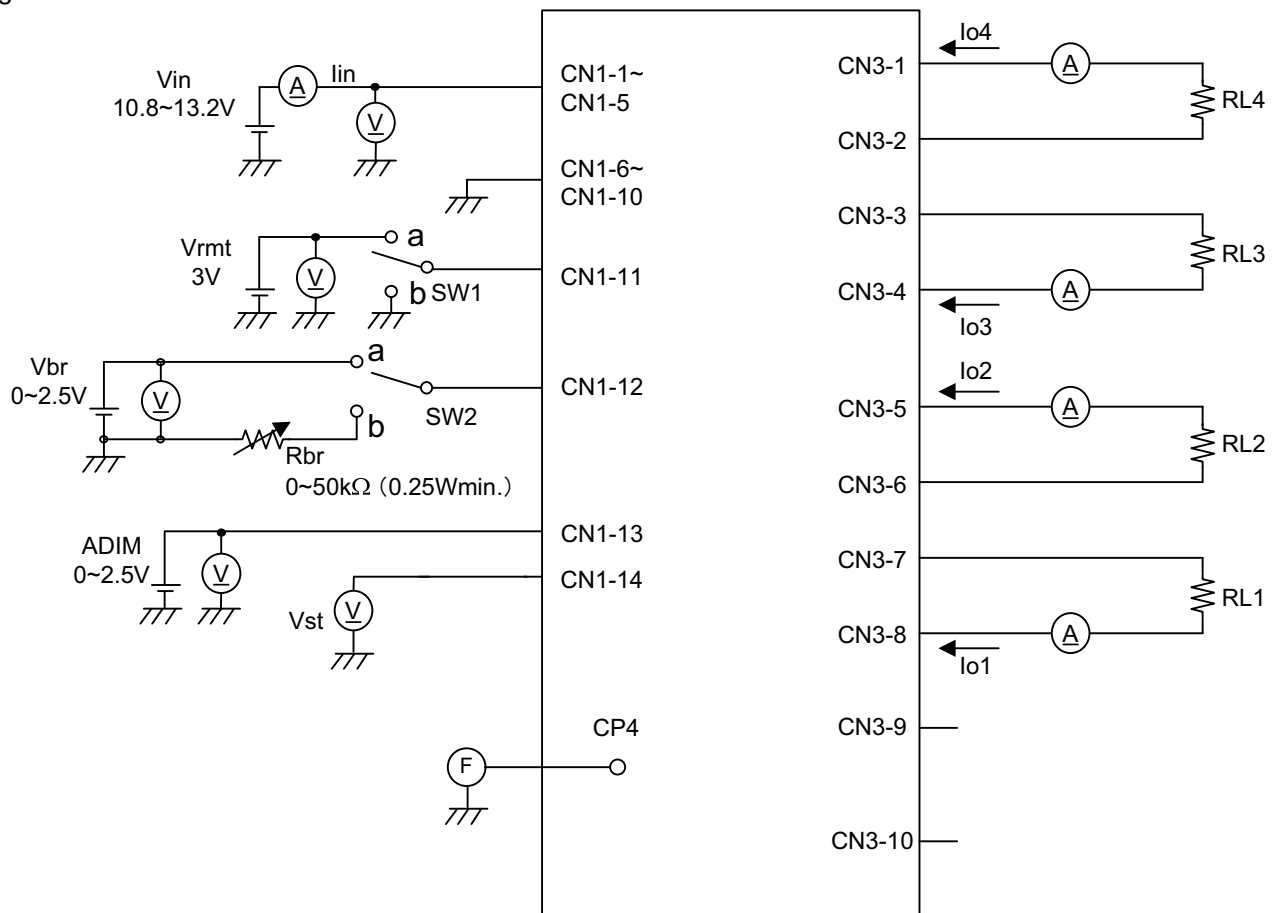 Vin
10.8~13.2V
A
Iin
V
CN1-1~
CN1-5
CN1-6~
CN1-10
Vrmt
3V
V
a
b
SW1
CN1-11
Vbr
0~2.5V
V
a
b
SW2
CN1-12
Rbr
0~50kΩ (0.25Wmin.)
ADIM
0~2.5V
V
CN1-13
CN1-14
Vst
V
CP4
F
CN3-1
Io4
A
RL4
CN3-2
CN3-3
RL3
CN3-4
A
Io3
Io2
CN3-5
A
RL2
CN3-6
CN3-7
RL1
CN3-8
A
Io1
CN3-9
CN3-10